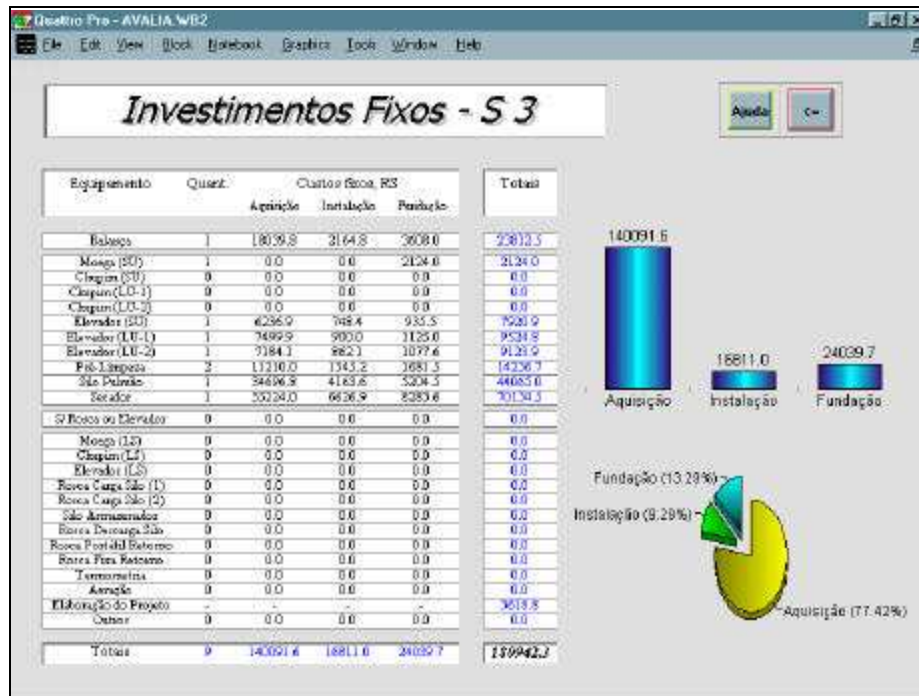 Quattro Pro - AVALIA.WB2
File Edit View Block Notebook Graphics Tools Window Help
Investimentos Fixos - S 3
Ajuda
Equipamento Quant. Custos fixos, R$ Totais
Aquisição Instalação Fundação
Balança 1 18039.8 2164.8 3608.0 23812.5
Moega (SU) 1 0.0 0.0 2124.0 2124.0
Chupim (SU) 0 0.0 0.0 0.0 0.0
Chupim (LU-1) 0 0.0 0.0 0.0 0.0
Chupim (LU-2) 0 0.0 0.0 0.0 0.0
Elevador (SU) 1 6236.9 748.4 935.5 7920.9
Elevador (LU-1) 1 7499.9 900.0 1125.0 9524.8
Elevador (LU-2) 1 7184.1 862.1 1077.6 9123.9
Pré-Limpeza 2 11210.0 1345.2 1681.5 14236.7
Silo Pulmão 1 34696.8 4163.6 5204.5 44065.0
Secador 1 55224.0 6626.9 8283.6 70134.5
S/Rosca ou Elevador 0 0.0 0.0 0.0 0.0
Moega (LS) 0 0.0 0.0 0.0 0.0
Chupim (LS) 0 0.0 0.0 0.0 0.0
Elevador (LS) 0 0.0 0.0 0.0 0.0
Rosca Carga Silo (1) 0 0.0 0.0 0.0 0.0
Rosca Carga Silo (2) 0 0.0 0.0 0.0 0.0
Silo Armazenador 0 0.0 0.0 0.0 0.0
Rosca Descarga Silo 0 0.0 0.0 0.0 0.0
Rosca Portátil Retorno 0 0.0 0.0 0.0 0.0
Rosca Fixa Retorno 0 0.0 0.0 0.0 0.0
Termometria 0 0.0 0.0 0.0 0.0
Aeração 0 0.0 0.0 0.0 0.0
Elaboração do Projeto - - - - 3618.8
Outros 0 0.0 0.0 0.0 0.0
Totais 9 140091.6 16811.0 24039.7
140091.6
16811.0
24039.7
Aquisição Instalação Fundação
Fundação (13.29%)
Instalação (9.29%)
Aquisição (77.42%)